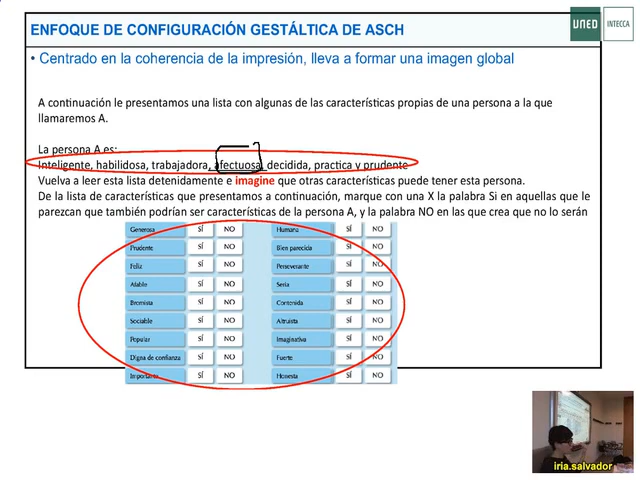 ENFOQUE DE CONFIGURACIÓN GESTÁLTICA DE ASCH
UNED
INTECCA
• Centrado en la coherencia de la impresión, lleva a formar una imagen global
A continuación le presentamos una lista con algunas de las características propias de una persona a la que
llamaremos A.
La persona A es:
Inteligente, habilidosa, trabajadora, afectuosa, decidida, practica y prudente
Vuelva a leer esta lista detenidamente e imagine que otras características puede tener esta persona.
De la lista de características que presentamos a continuación, marque con una X la palabra Si en aquellas que le
parezcan que también podrían ser características de la persona A, y la palabra NO en las que crea que no lo serán
Generosa SÍ NO Humana SÍ NO
Prudente SÍ NO Bien parecida SÍ NO
Feliz SÍ NO Perseverante SÍ NO
Afable SÍ NO Seria SÍ NO
Bromista SÍ NO Contenida SÍ NO
Sociable SÍ NO Altruista SÍ NO
Popular SÍ NO Imaginativa SÍ NO
Digna de confianza SÍ NO Fuerte SÍ NO
Importante SÍ NO Honesta SÍ NO
iria.salvador